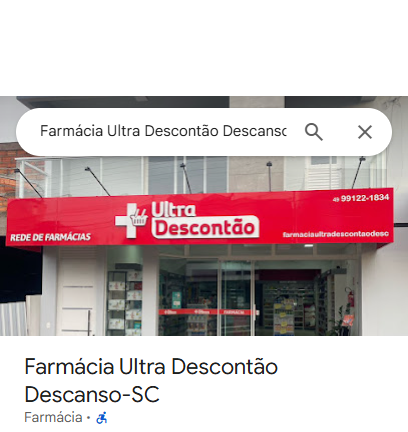 Farmácia Ultra Descontão Descanso
49 99122-1834
Ultra
Descontão
REDE DE FARMÁCIAS
farmaciaultradescontaodesc
Farmácia Ultra Descontão
Descanso-SC
Farmácia ·